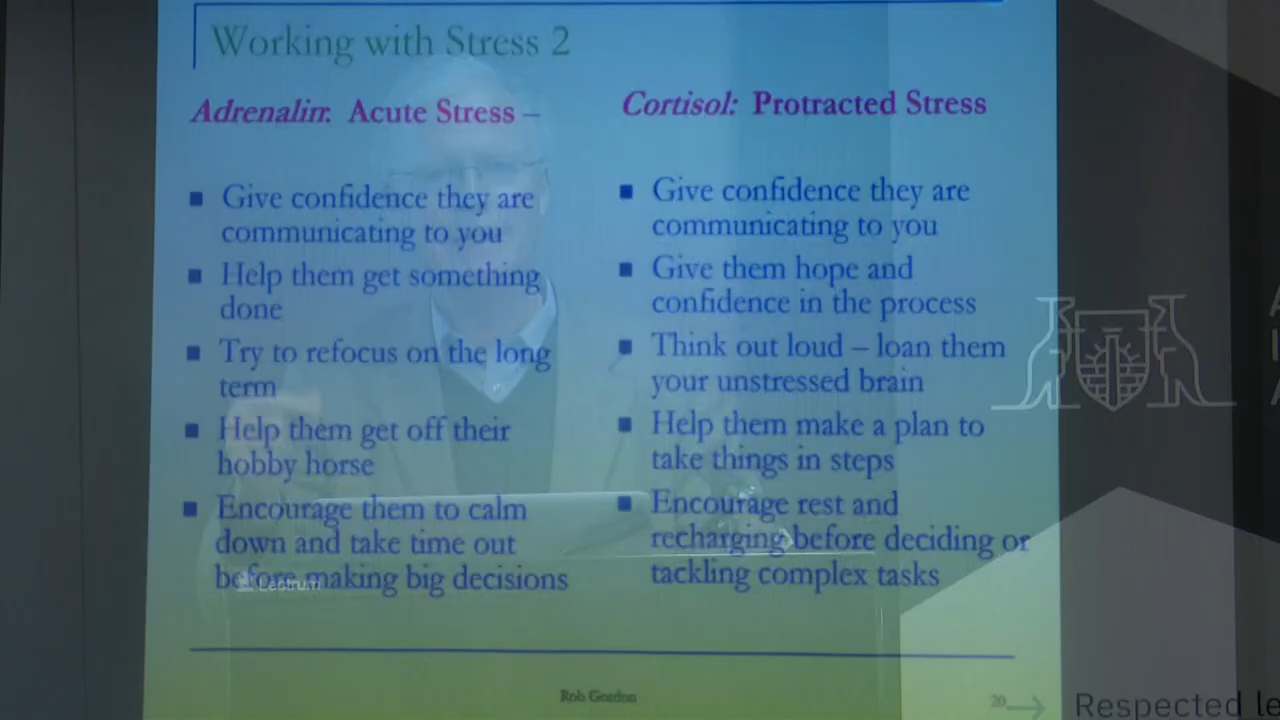 Working with Stress 2
Adrenalin: Acute Stress –
■ Give confidence they are
communicating to you
■ Help them get something
done
■ Try to refocus on the long
term
■ Help them get off their
hobby horse
■ Encourage them to calm
down and take time out
before making big decisions
Cortisol: Protracted Stress
■ Give confidence they are
communicating to you
■ Give them hope and
confidence in the process
■ Think out loud – loan them
your unstressed brain
■ Help them make a plan to
take things in steps
■ Encourage rest and
recharging before deciding or
tackling complex tasks
Lectrum
Rob Gordon
20
Respected